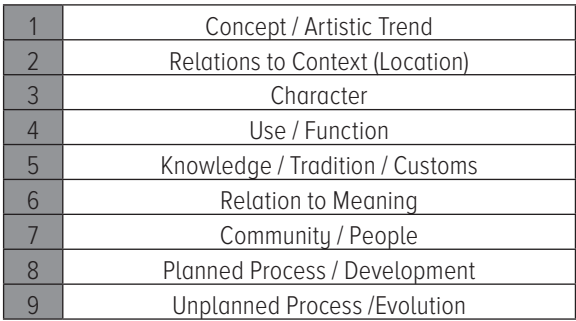 1 Concept / Artistic Trend
2 Relations to Context (Location)
3 Character
4 Use / Function
5 Knowledge / Tradition / Customs
6 Relation to Meaning
7 Community / People
8 Planned Process / Development
9 Unplanned Process /Evolution